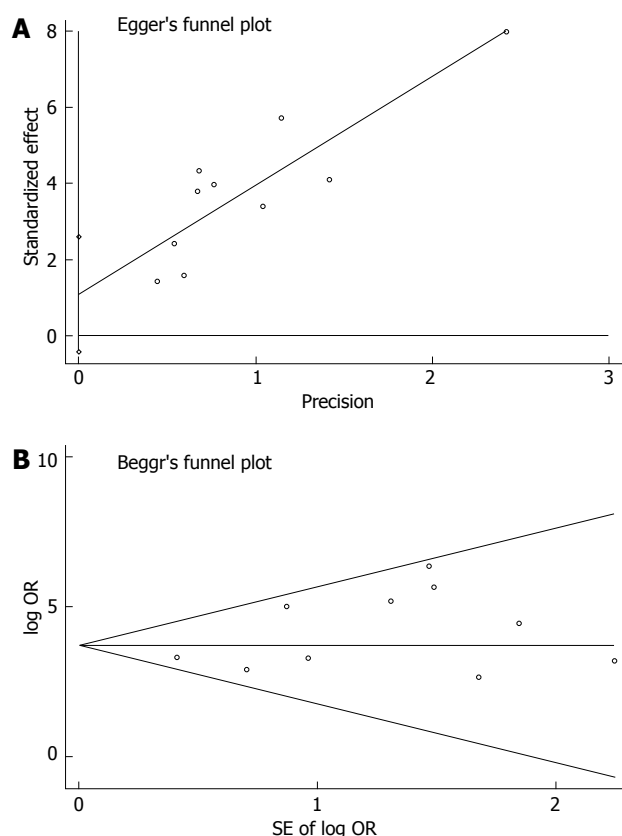 A
Egger's funnel plot
8
6
4
2
0
Standardized effect
0 1 2 3
Precision
B
Beggr's funnel plot
10
5
0
log OR
0 1 2
SE of log OR